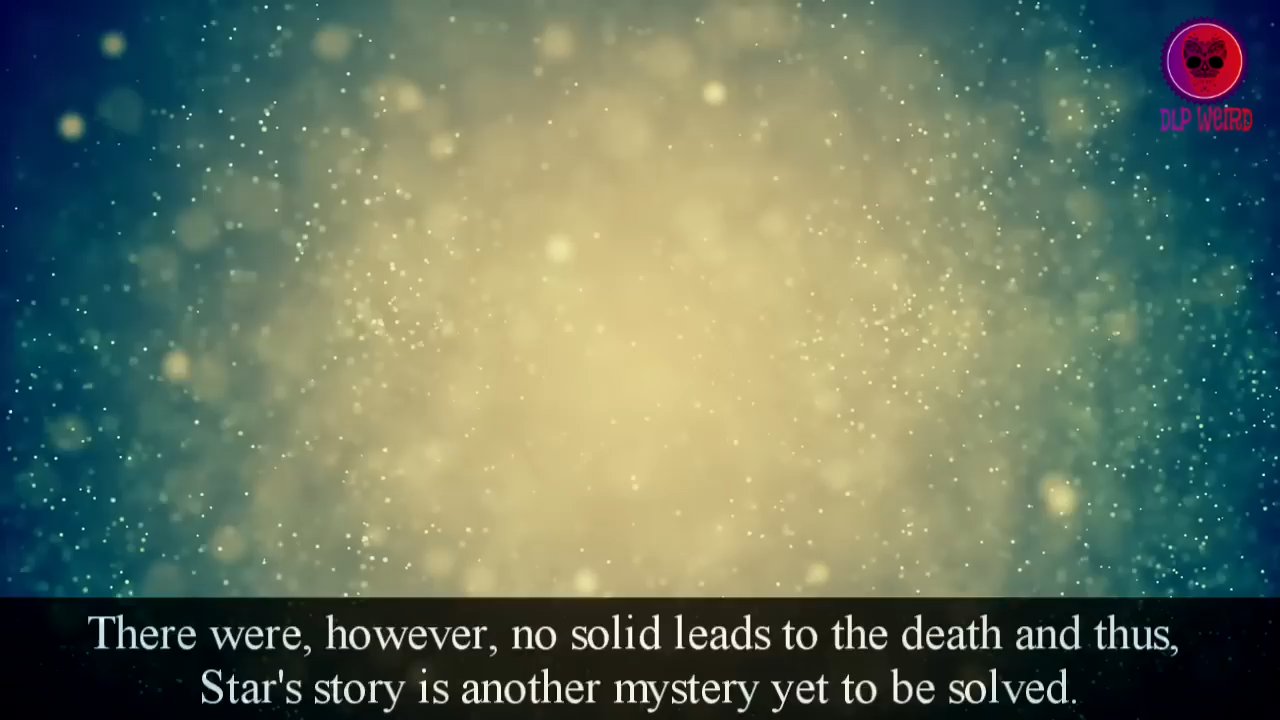 DLP WEIRD
There were, however, no solid leads to the death and thus,
Star's story is another mystery yet to be solved.